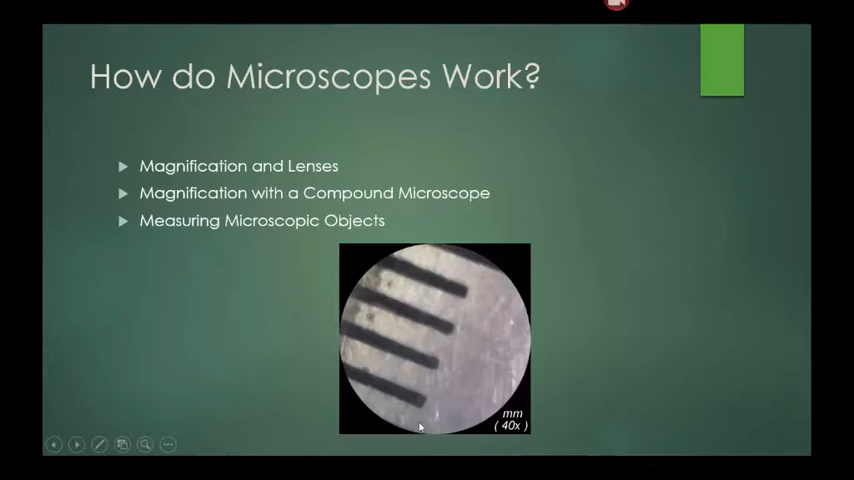 How do Microscopes Work?
Magnification and Lenses
Magnification with a Compound Microscope
Measuring Microscopic Objects
mm
( 40x )